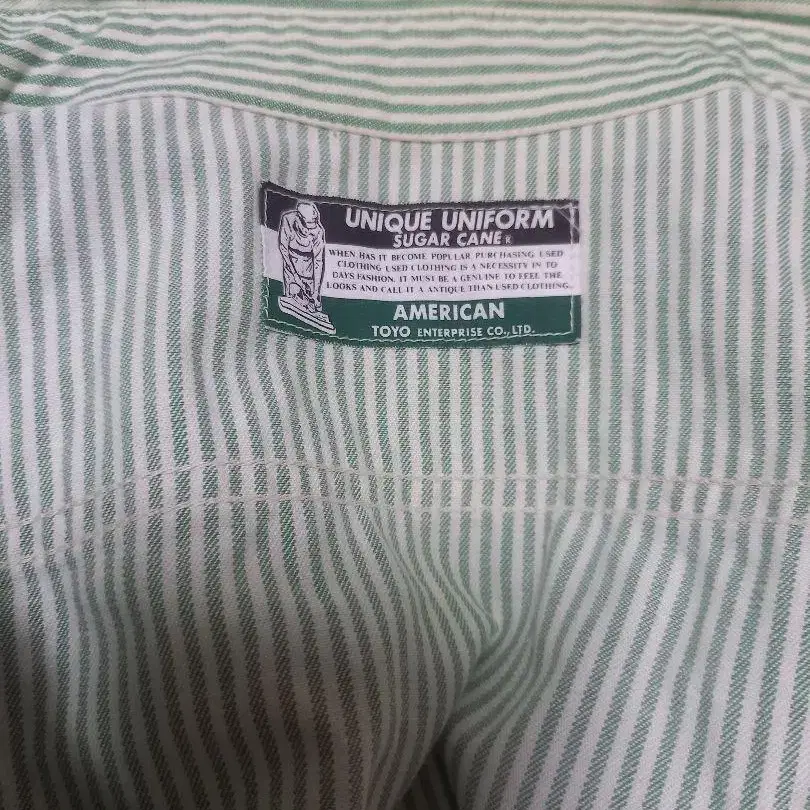 UNIQUE UNIFORM
SUGAR CANE R
WHEN HAS IT BECOME POPULAR PURCHASING USED
CLOTHING USED CLOTHING IS A NECESSITY IN TO
DAYS FASHION. IT MUST BE A GENUINE TO FEEL THE
LOOKS AND CALL IT A ANTIQUE THAN USED CLOTHING.
AMERICAN
TOYO ENTERPRISE CO., LTD.